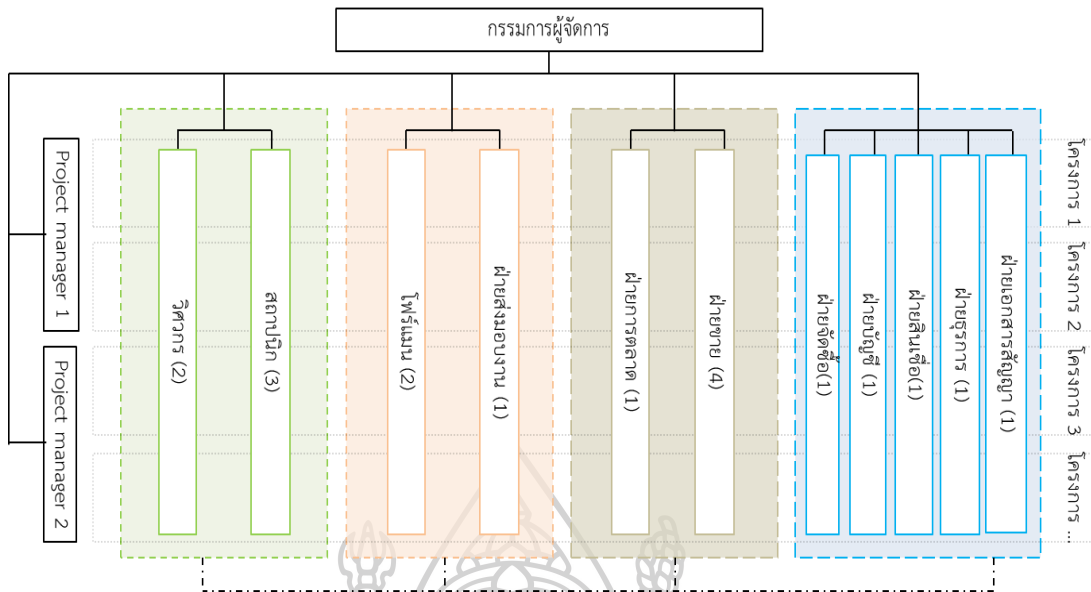 กรรมการผู้จัดการ
Project manager 1
Project manager 2
วิศวกร (2)
สถาปนิก (3)
โฟร์แมน (2)
ฝ่ายส่งมอบงาน (1)
ฝ่ายการตลาด (1)
ฝ่ายขาย (4)
ฝ่ายจัดซื้อ(1)
ฝ่ายบัญชี (1)
ฝ่ายสินเชื่อ(1)
ฝ่ายธุรการ (1)
ฝ่ายเอกสารสัญญา (1)
โครงการ 1
โครงการ 2
โครงการ 3
โครงการ ...